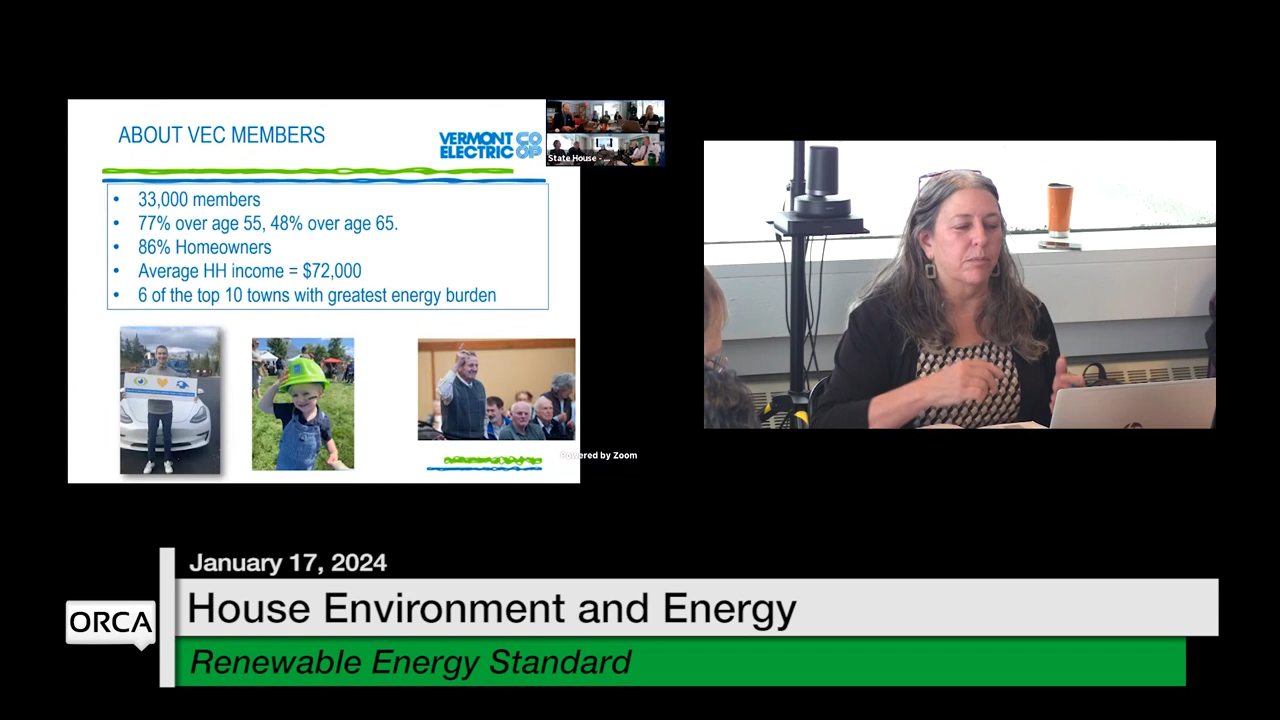 ABOUT VEC MEMBERS
VERMONT CO
ELECTRIC OP
State House - ...
• 33,000 members
• 77% over age 55, 48% over age 65.
• 86% Homeowners
• Average HH income = $72,000
• 6 of the top 10 towns with greatest energy burden
Powered by Zoom
January 17, 2024
ORCA
House Environment and Energy
Renewable Energy Standard